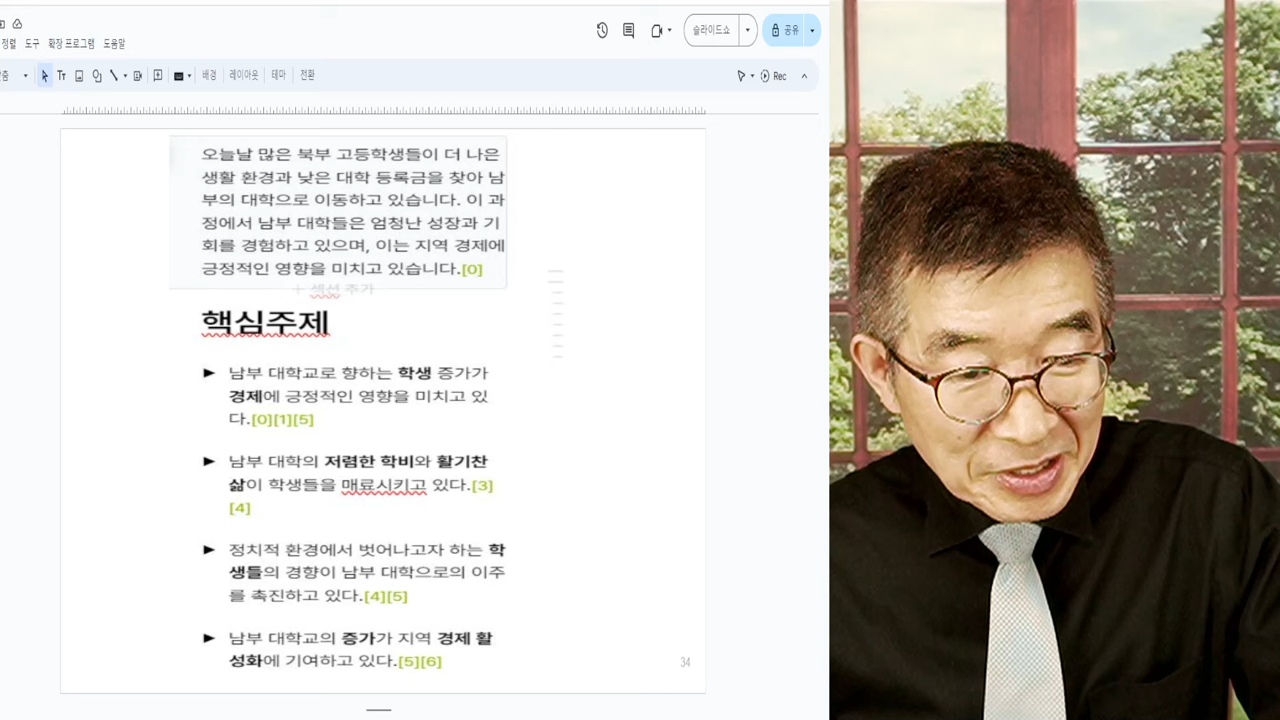 정렬 도구 확장 프로그램 도움말
슬라이드쇼
공유
배경 레이아웃 테마 전환
Rec
오늘날 많은 북부 고등학생들이 더 나은
생활 환경과 낮은 대학 등록금을 찾아 남
부의 대학으로 이동하고 있습니다. 이 과
정에서 남부 대학들은 엄청난 성장과 기
회를 경험하고 있으며, 이는 지역 경제에
긍정적인 영향을 미치고 있습니다.[0]
+ 섹션 추가
핵심주제
► 남부 대학교로 향하는 학생 증가가
경제에 긍정적인 영향을 미치고 있
다.[0][1][5]
► 남부 대학의 저렴한 학비와 활기찬
삶이 학생들을 매료시키고 있다.[3]
[4]
► 정치적 환경에서 벗어나고자 하는 학
생들의 경향이 남부 대학으로의 이주
를 촉진하고 있다.[4][5]
► 남부 대학교의 증가가 지역 경제 활
성화에 기여하고 있다.[5][6]
34